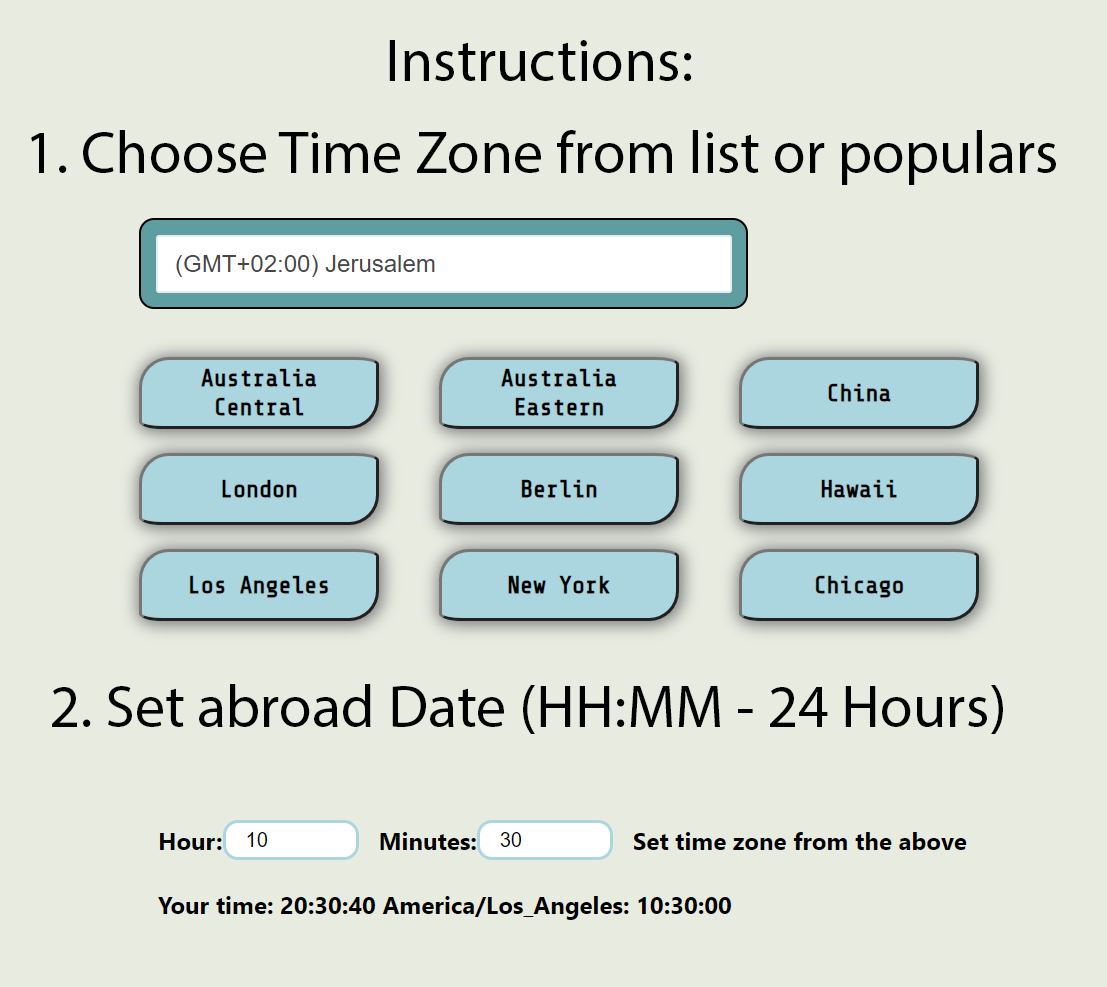 Instructions:
1. Choose Time Zone from list or populars
(GMT+02:00) Jerusalem
Australia
Central
Australia
Eastern
China
London
Berlin
Hawaii
Los Angeles
New York
Chicago
2. Set abroad Date (HH:MM - 24 Hours)
Hour: 10 Minutes: 30 Set time zone from the above
Your time: 20:30:40 America/Los_Angeles: 10:30:00